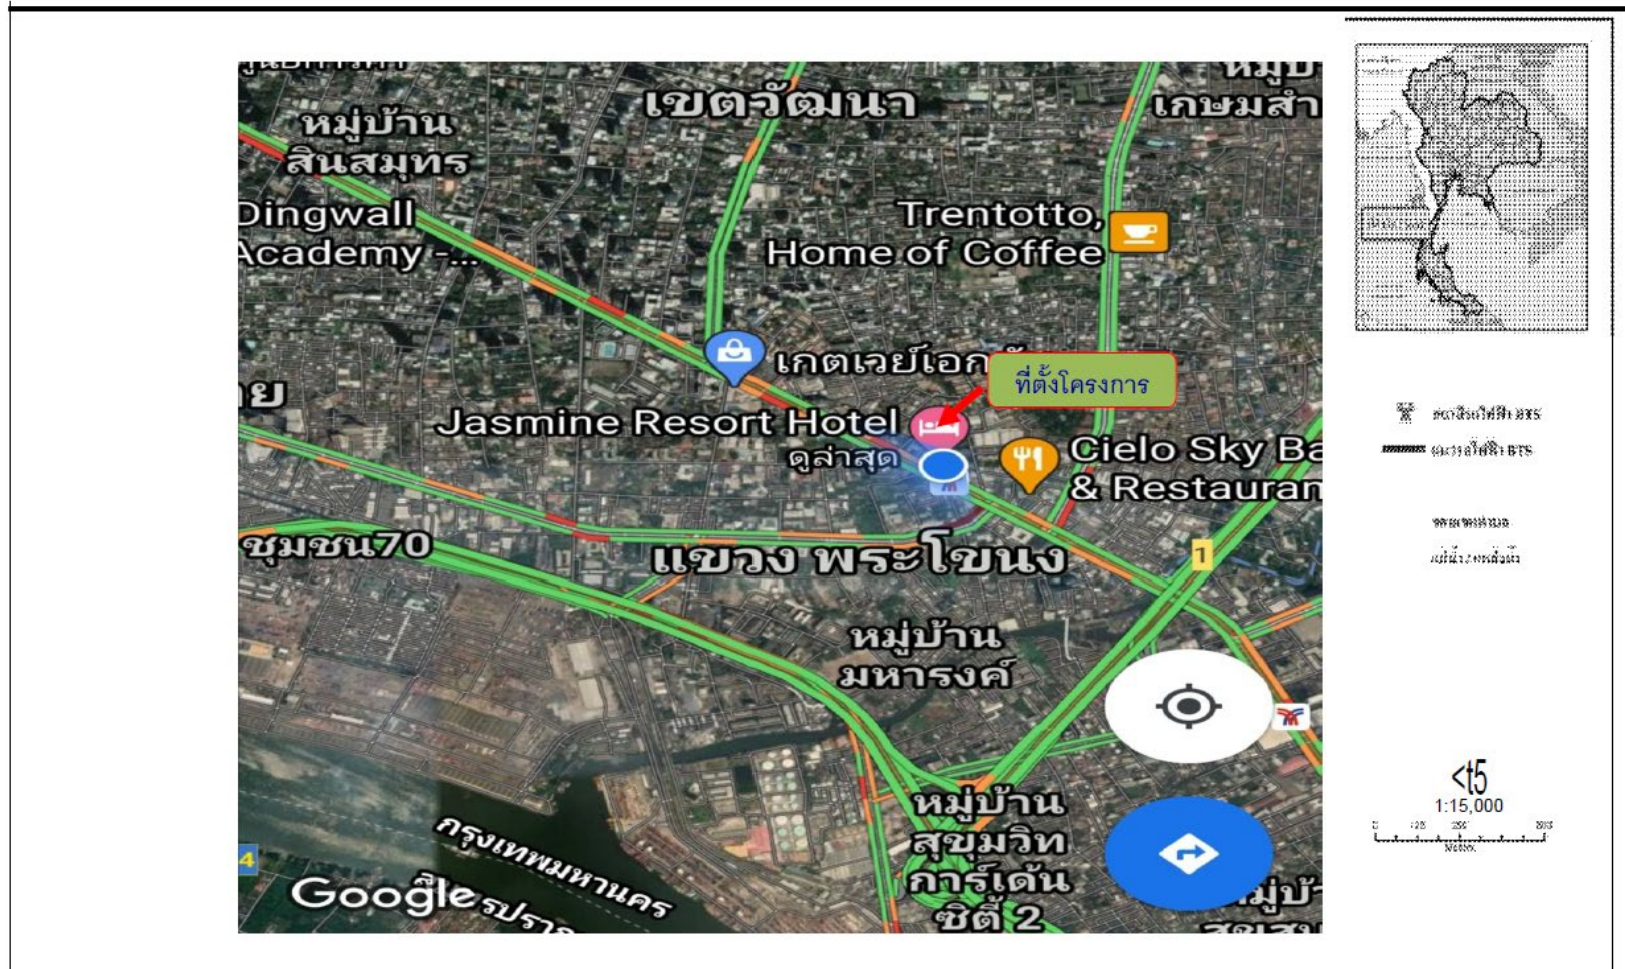 เขตวัฒนา
เกษมสำ
หมู่บ้าน
สินสมุทร
Dingwall
Academy -...
Trentotto,
Home of Coffee
เกตเวย์เอก
ที่ตั้งโครงการ
Jasmine Resort Hotel
ดูล่าสุด
Cielo Sky Ba
& Restauran
ชุมชน70
แขวง พระโขนง
1
หมู่บ้าน
มหารงค์
หมู่บ้าน
สุขุมวิท
การ์เด้น
ซิตี้ 2
กรุงเทพมหานคร
4
Google
<t5
1:15,000